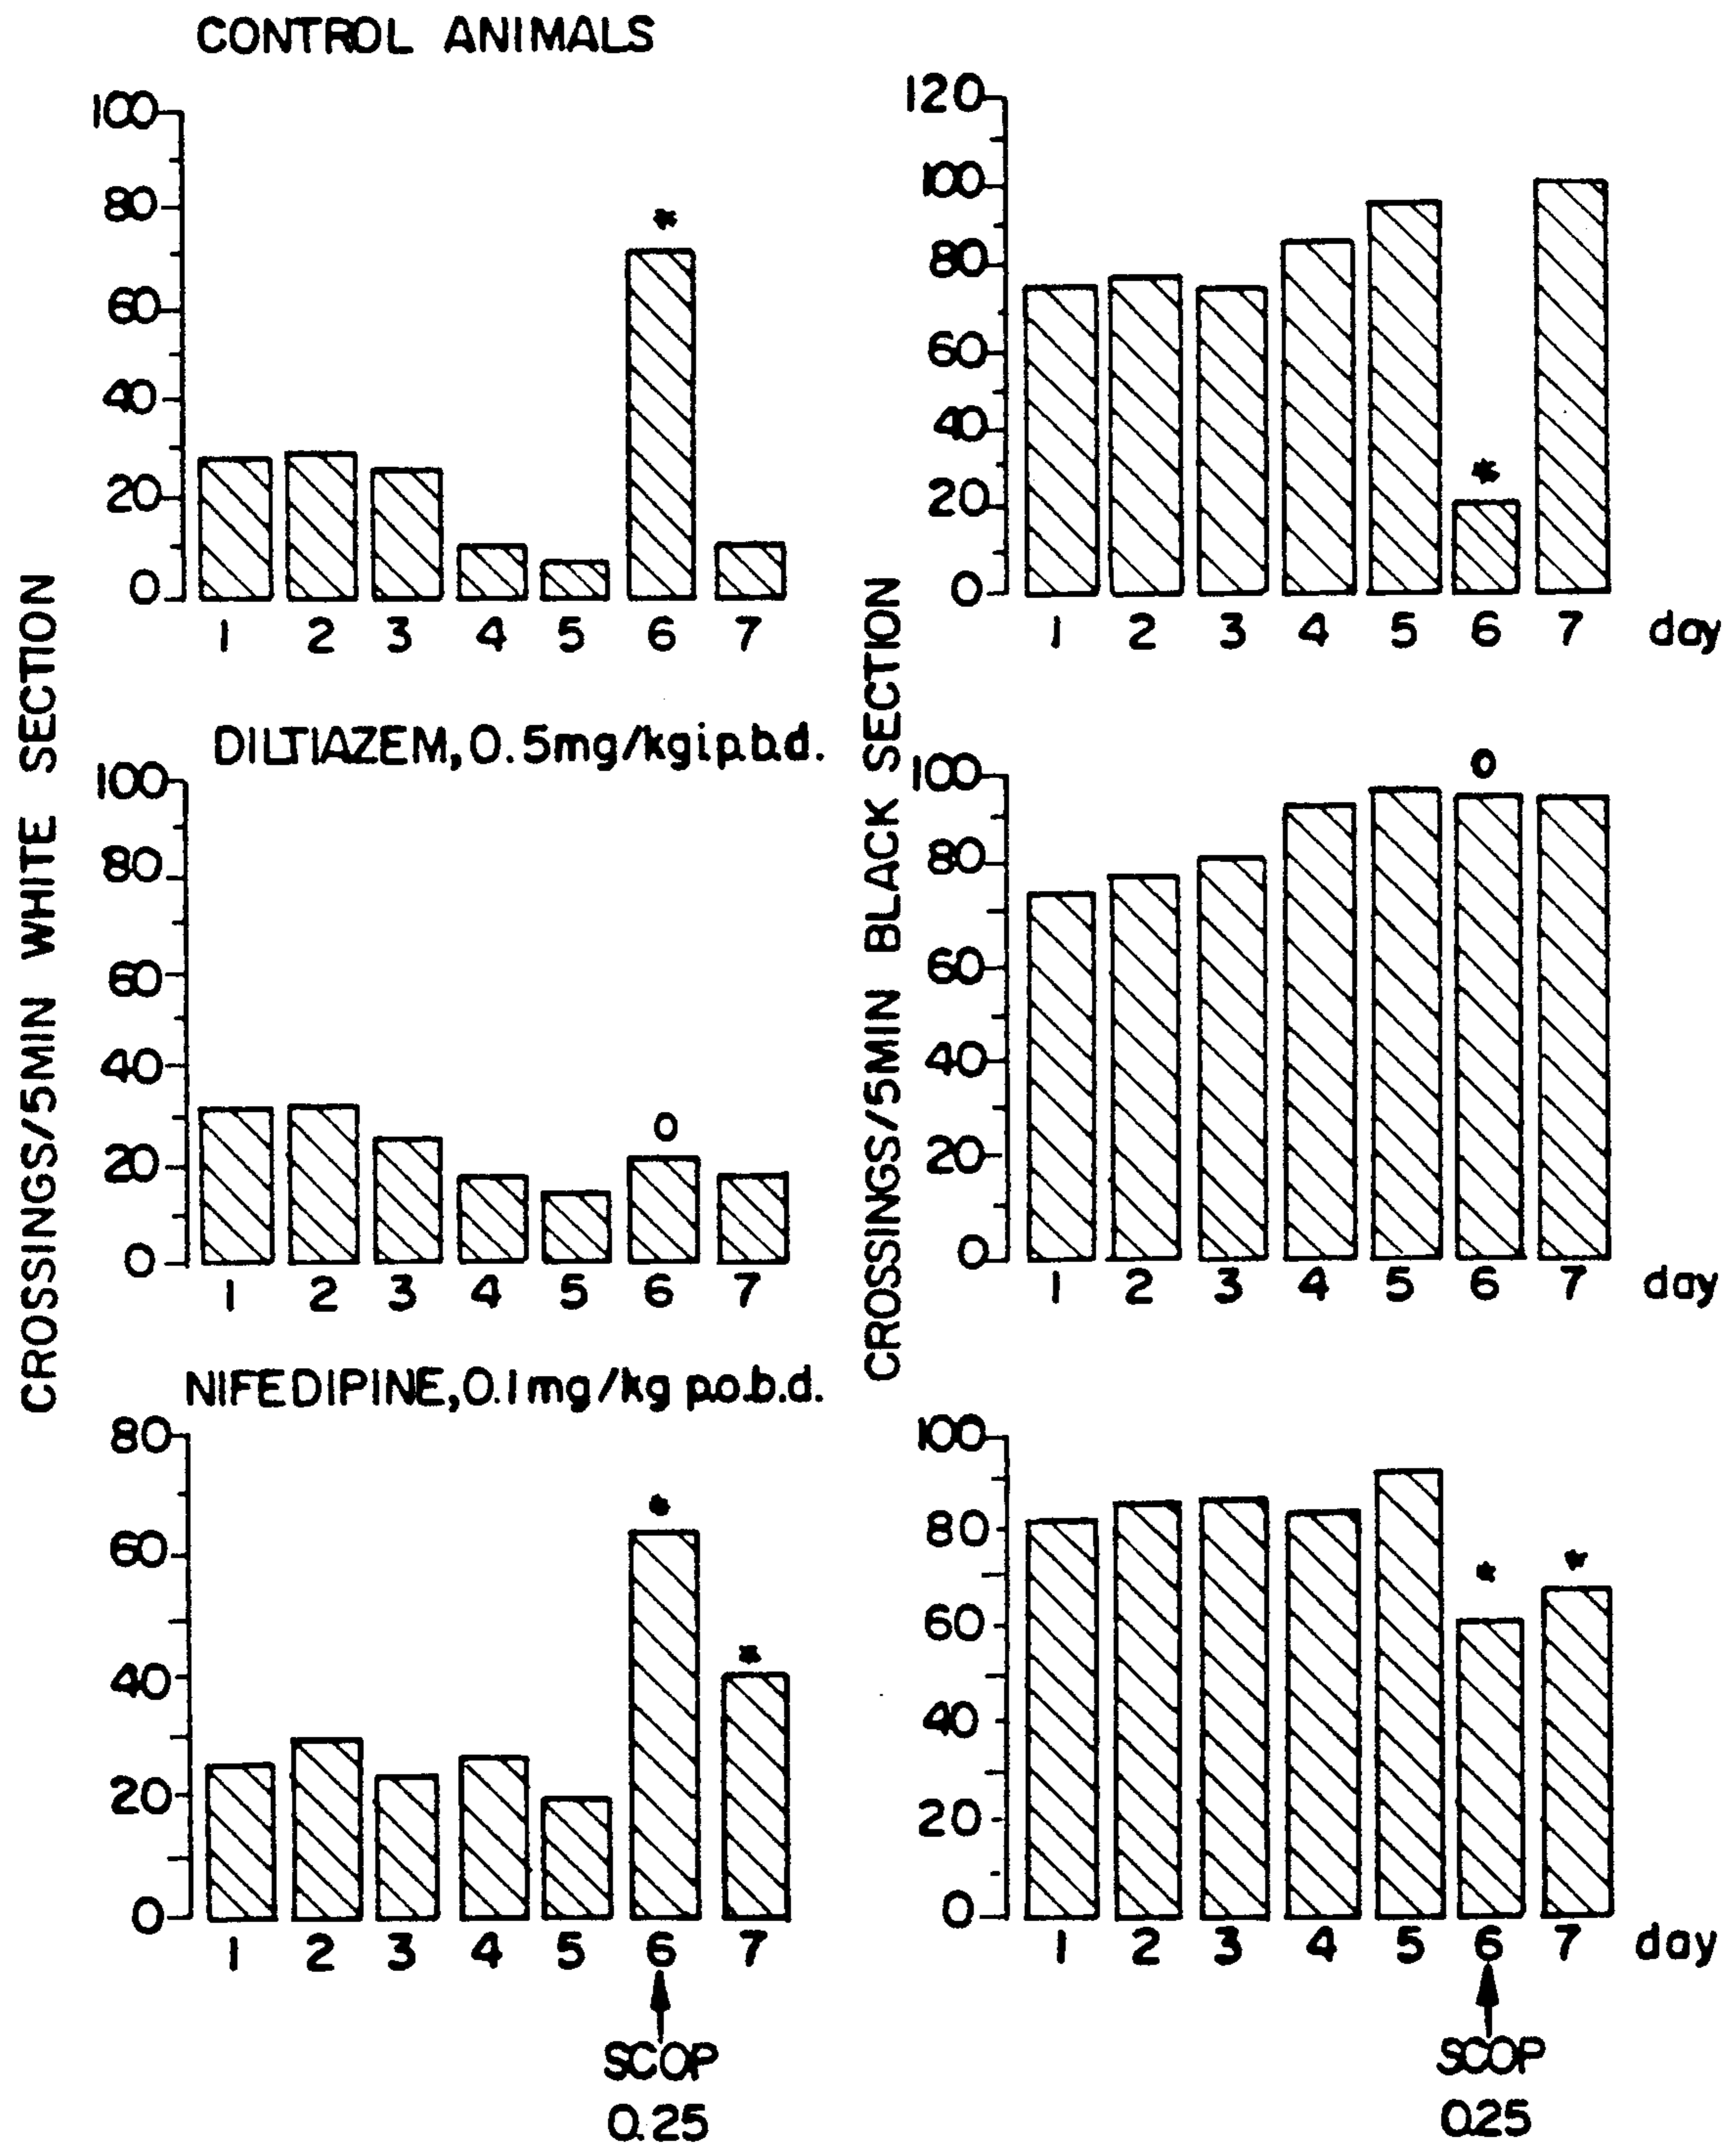 CONTROL ANIMALS
CROSSINGS/5MIN WHITE SECTION
100
80
60
40
20
0
*
1 2 3 4 5 6 7
CROSSINGS/5MIN BLACK SECTION
120
100
80
60
40
20
0
*
1 2 3 4 5 6 7 day
DILTIAZEM, 0.5mg/kg i.p.b.d.
100
80
60
40
20
0
o
1 2 3 4 5 6 7
100
80
60
40
20
0
o
1 2 3 4 5 6 7 day
NIFEDIPINE, 0.1mg/kg p.o.b.d.
80
60
40
20
0
* *
1 2 3 4 5 6 7
SCOP
0.25
100
80
60
40
20
0
* *
1 2 3 4 5 6 7 day
SCOP
0.25